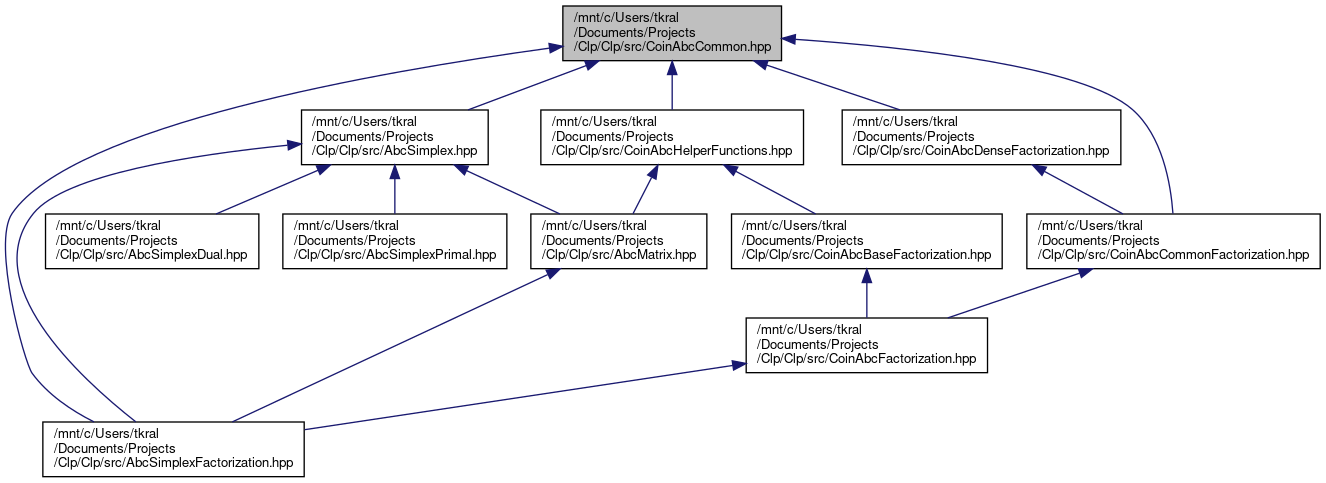 /mnt/c/Users/tkral
/Documents/Projects
/Clp/Clp/src/CoinAbcCommon.hpp
/mnt/c/Users/tkral
/Documents/Projects
/Clp/Clp/src/AbcSimplex.hpp
/mnt/c/Users/tkral
/Documents/Projects
/Clp/Clp/src/CoinAbcHelperFunctions.hpp
/mnt/c/Users/tkral
/Documents/Projects
/Clp/Clp/src/CoinAbcDenseFactorization.hpp
/mnt/c/Users/tkral
/Documents/Projects
/Clp/Clp/src/AbcSimplexDual.hpp
/mnt/c/Users/tkral
/Documents/Projects
/Clp/Clp/src/AbcSimplexPrimal.hpp
/mnt/c/Users/tkral
/Documents/Projects
/Clp/Clp/src/AbcMatrix.hpp
/mnt/c/Users/tkral
/Documents/Projects
/Clp/Clp/src/CoinAbcBaseFactorization.hpp
/mnt/c/Users/tkral
/Documents/Projects
/Clp/Clp/src/CoinAbcCommonFactorization.hpp
/mnt/c/Users/tkral
/Documents/Projects
/Clp/Clp/src/CoinAbcFactorization.hpp
/mnt/c/Users/tkral
/Documents/Projects
/Clp/Clp/src/AbcSimplexFactorization.hpp